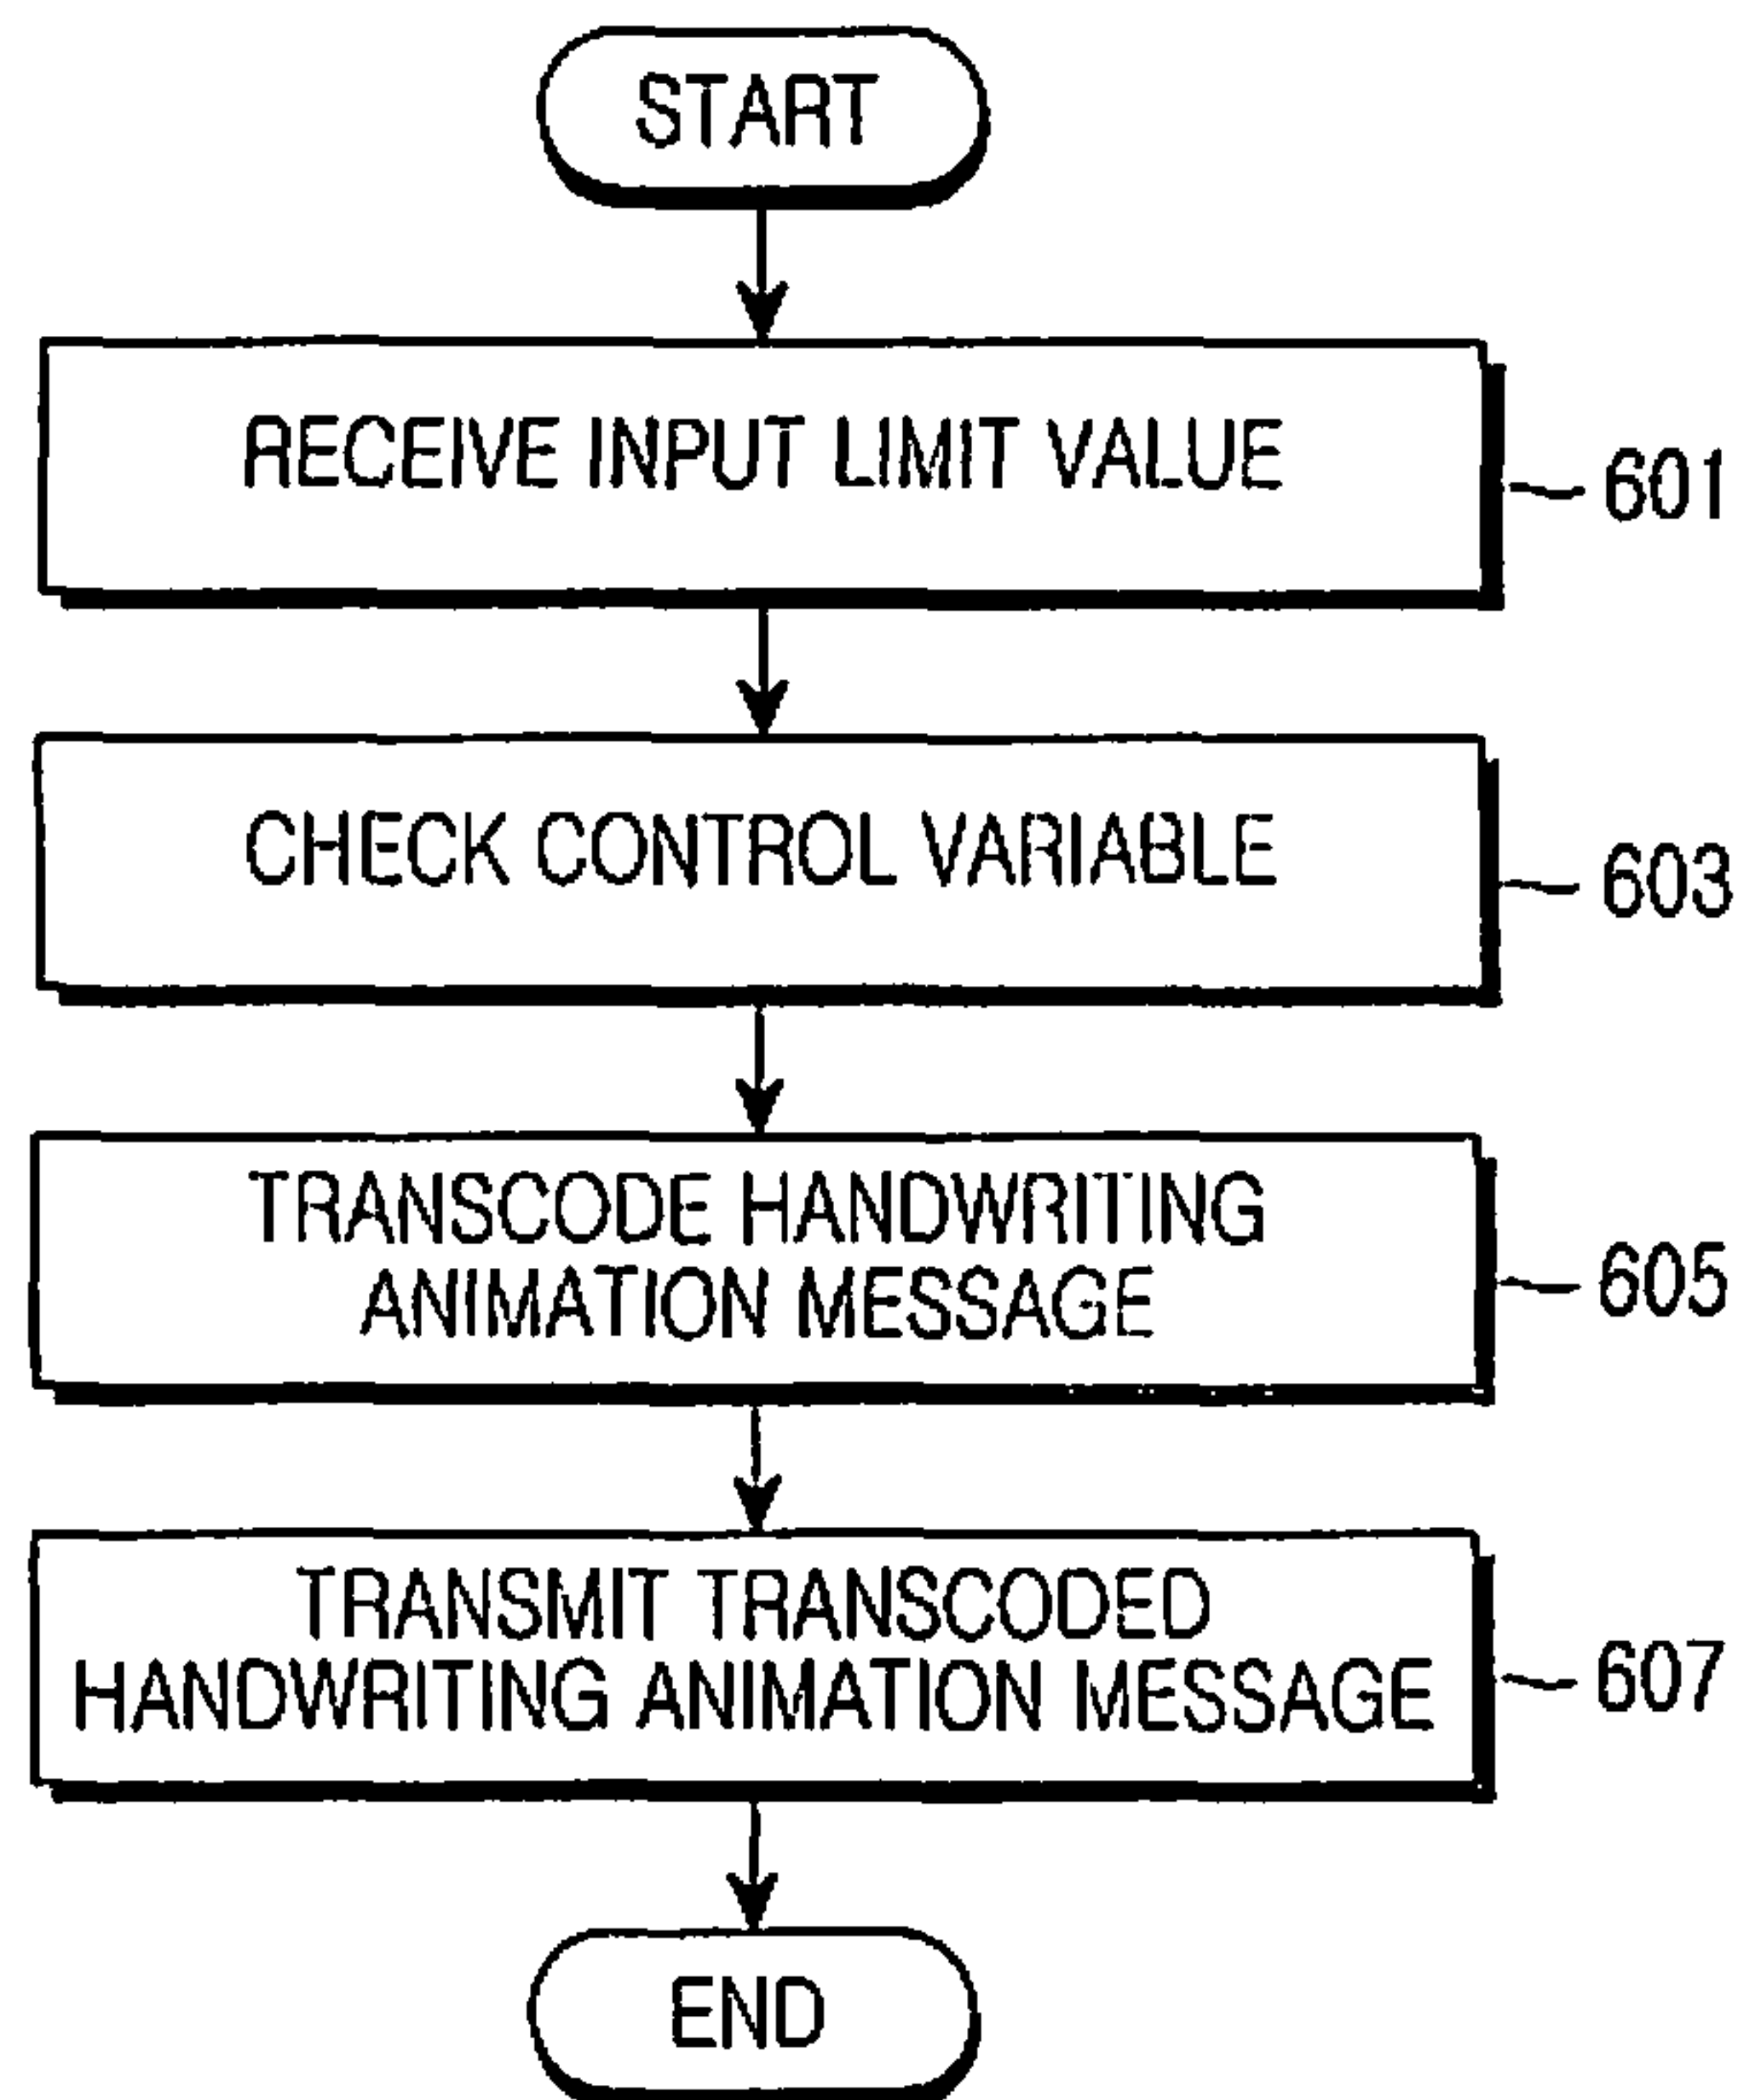 START
RECEIVE INPUT LIMIT VALUE
601
CHECK CONTROL VARIABLE
603
TRANSCODE HANDWRITING
ANIMATION MESSAGE
605
TRANSMIT TRANSCODED
HANDWRITING ANIMATION MESSAGE
607
END